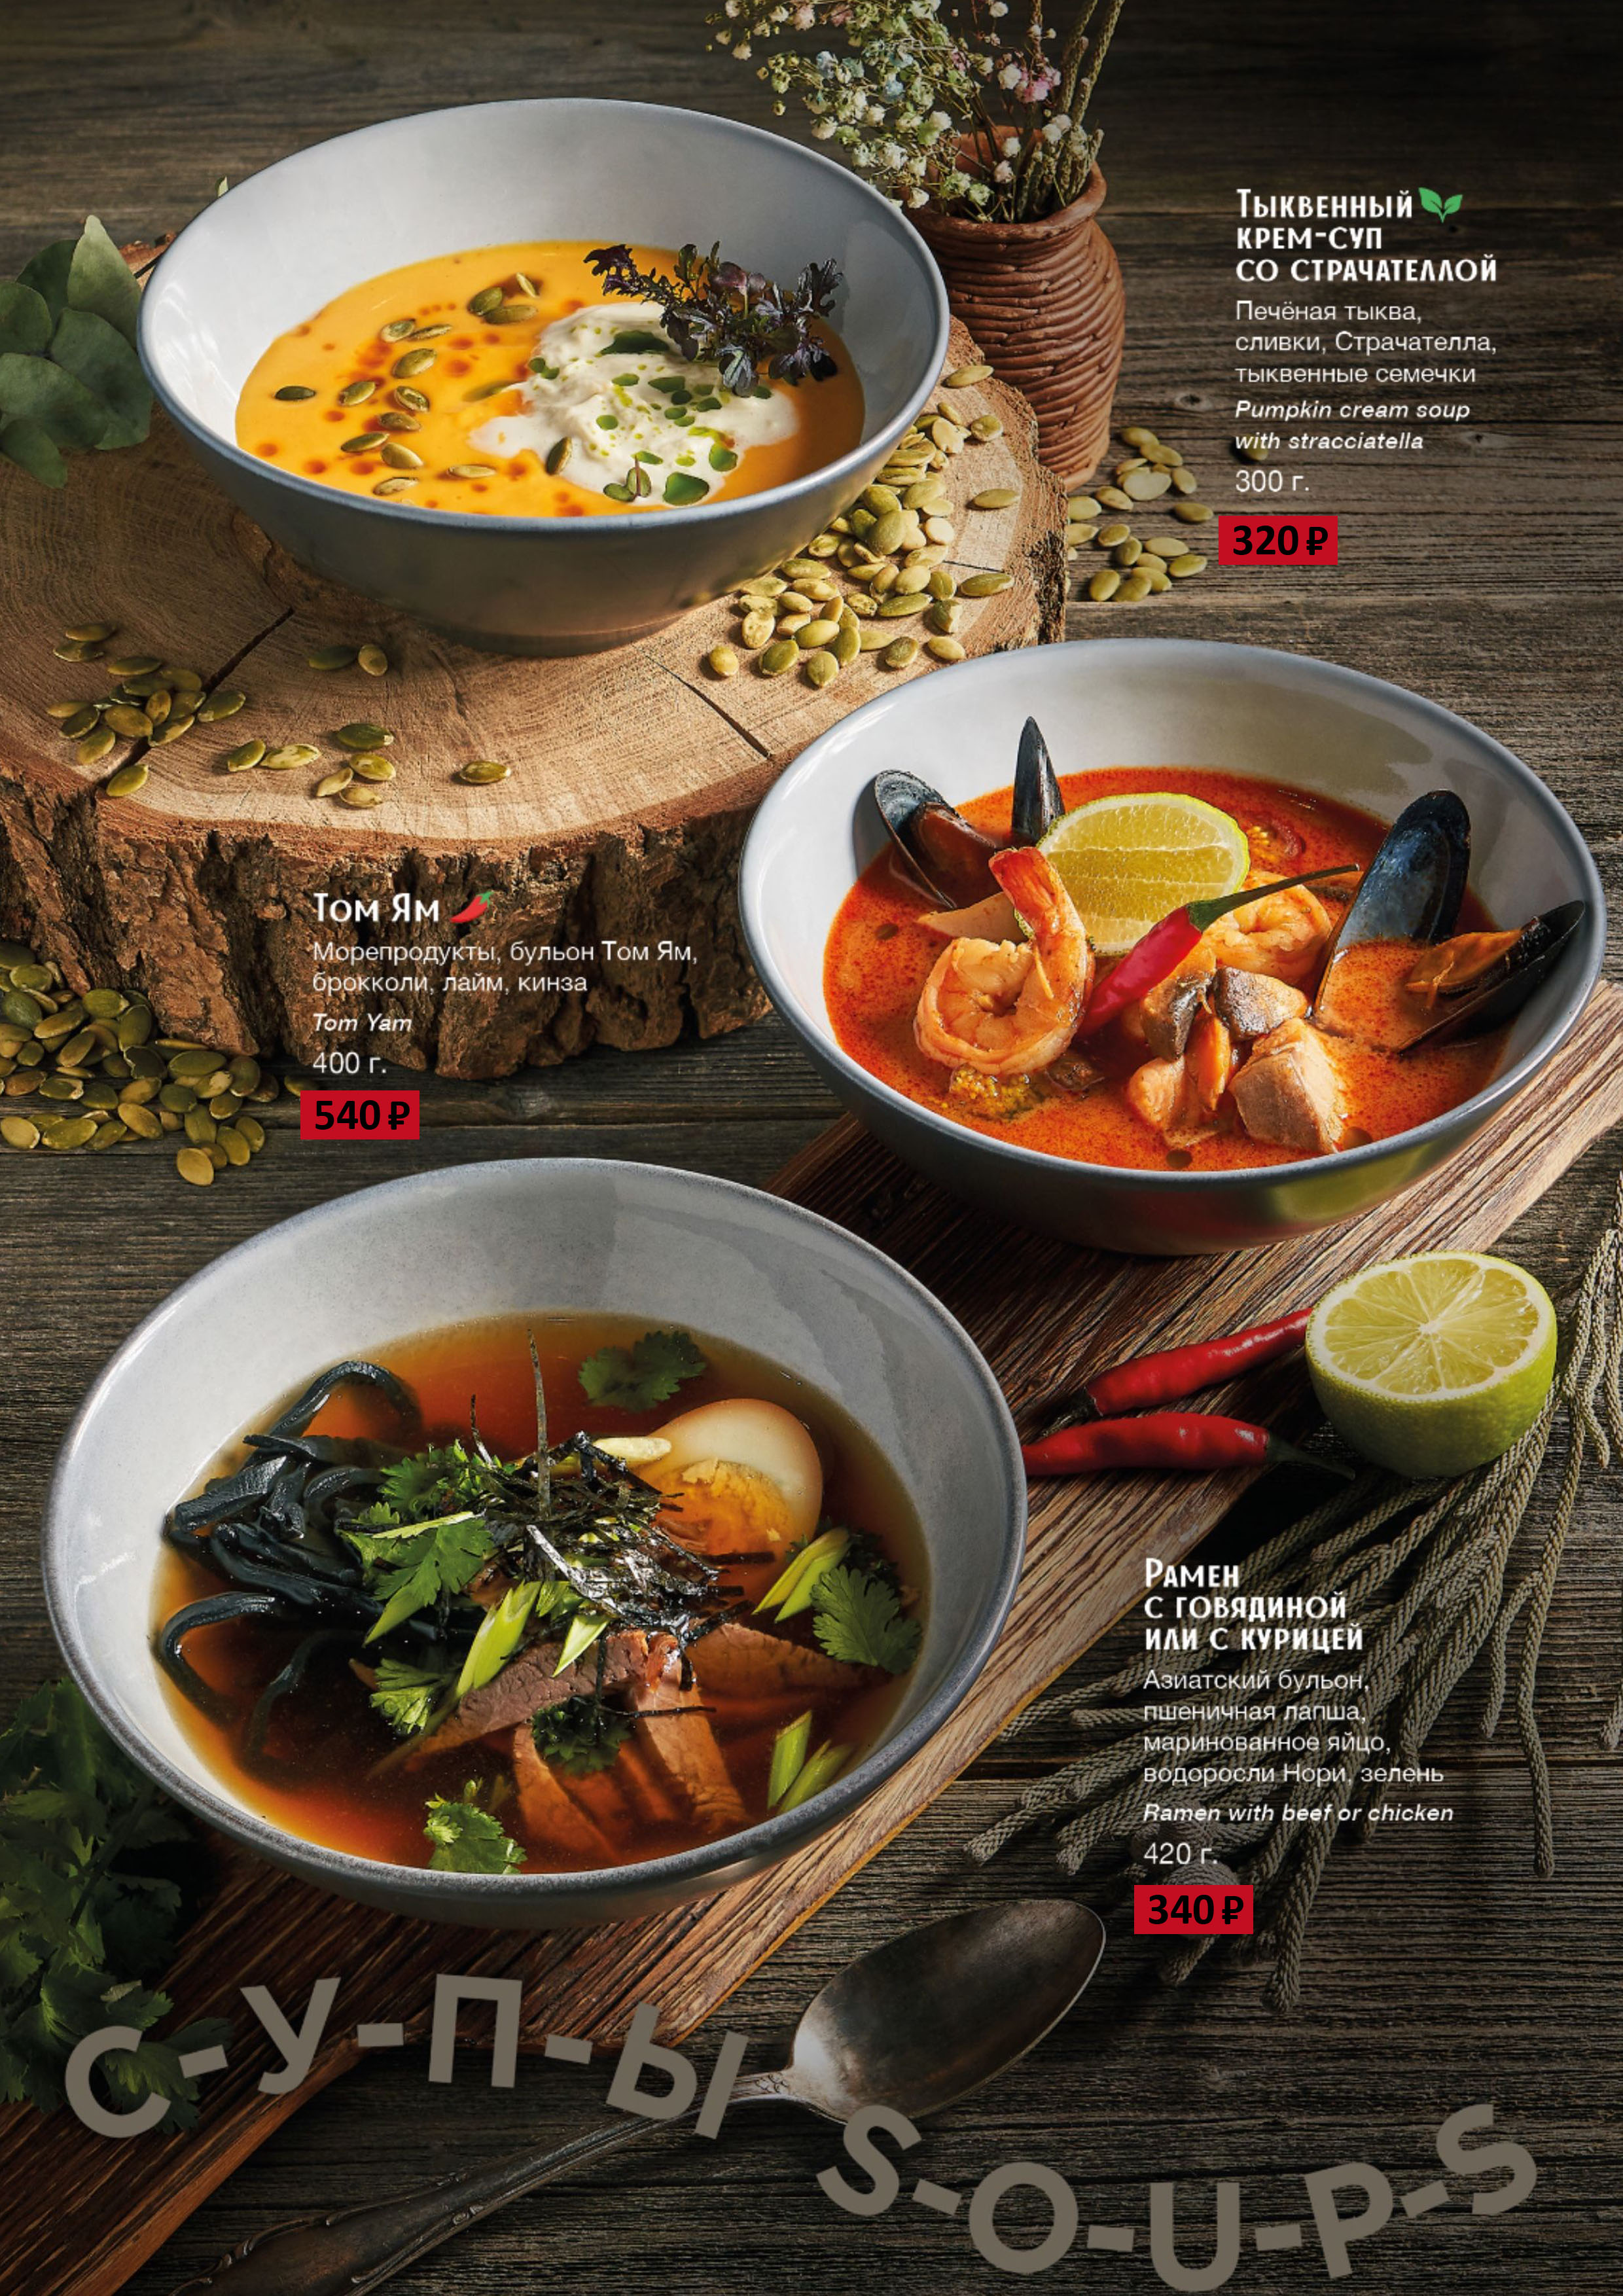 Тыквенный
крем-суп
со страчателлой
Печёная тыква,
сливки, Страчателла,
тыквенные семечки
Pumpkin cream soup
with stracciatella
300 г.
320 ₽
Том Ям
Морепродукты, бульон Том Ям,
брокколи, лайм, кинза
Tom Yam
400 г.
540 ₽
Рамен
с говядиной
или с курицей
Азиатский бульон,
пшеничная лапша,
маринованное яйцо,
водоросли Нори, зелень
Ramen with beef or chicken
420 г.
340 ₽
С-У-П-Ы
S-O-U-P-S